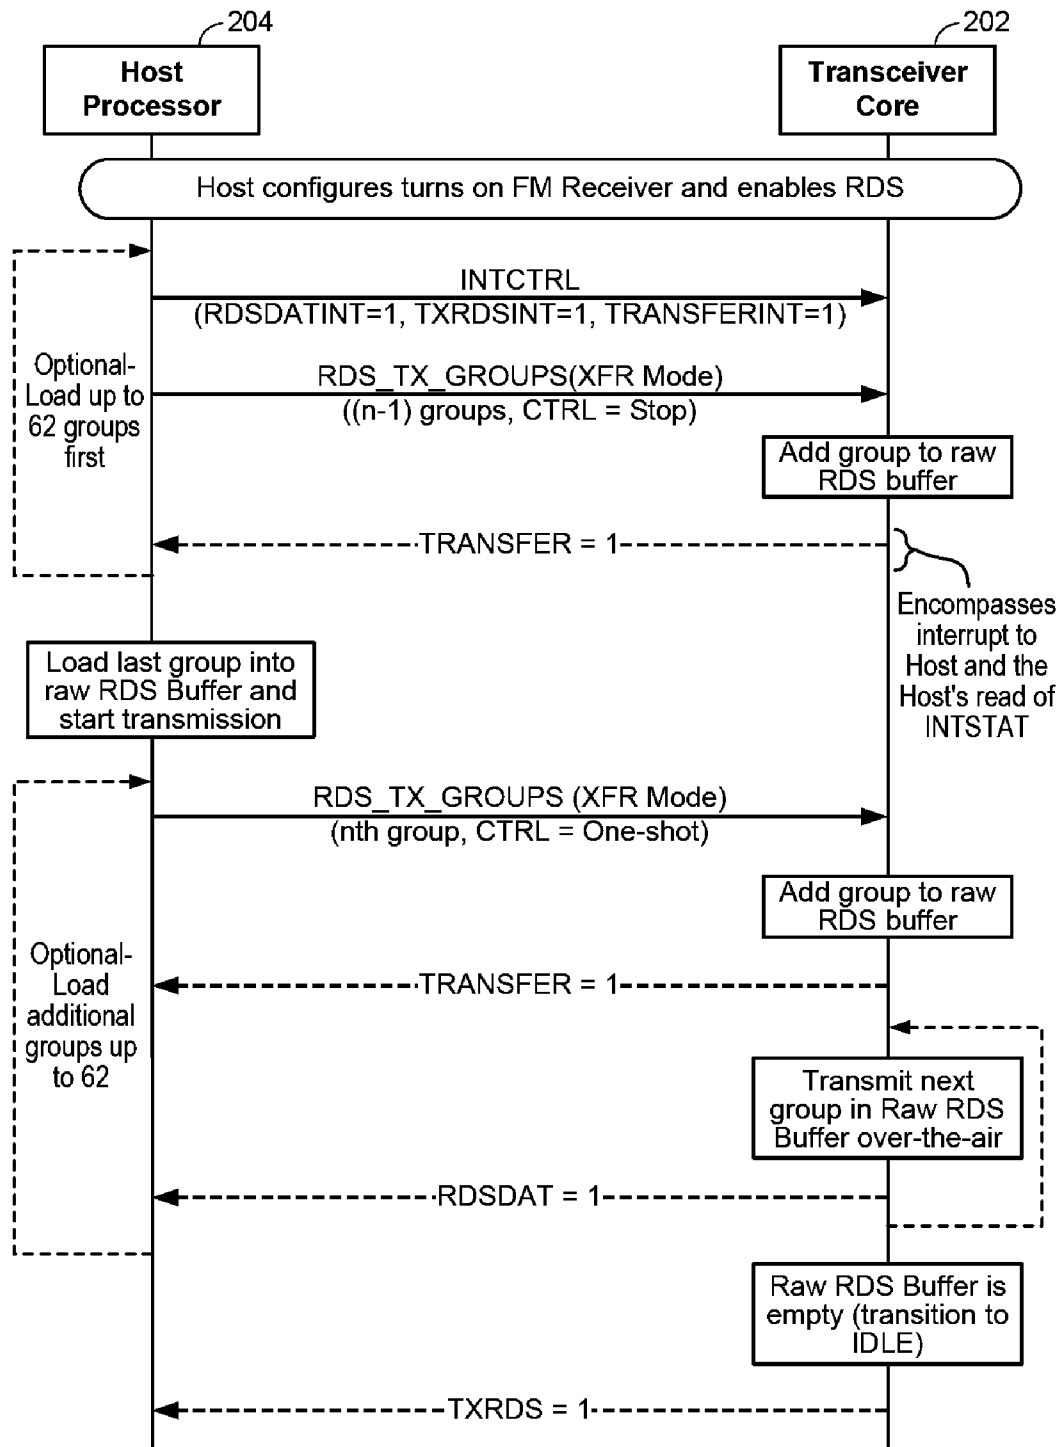 204
202
Host
Processor
Transceiver
Core
Host configures turns on FM Receiver and enables RDS
INTCTRL
(RDSDATINT=1, TXRDSINT=1, TRANSFERINT=1)
Optional-
Load up to
62 groups
first
RDS_TX_GROUPS(XFR Mode)
((n-1) groups, CTRL = Stop)
Add group to raw
RDS buffer
TRANSFER = 1
Encompasses
interrupt to
Host and the
Host's read of
INTSTAT
Load last group into
raw RDS Buffer and
start transmission
RDS_TX_GROUPS (XFR Mode)
(nth group, CTRL = One-shot)
Add group to raw
RDS buffer
Optional-
Load
additional
groups up
to 62
TRANSFER = 1
Transmit next
group in Raw RDS
Buffer over-the-air
RDSDAT = 1
Raw RDS Buffer is
empty (transition to
IDLE)
TXRDS = 1